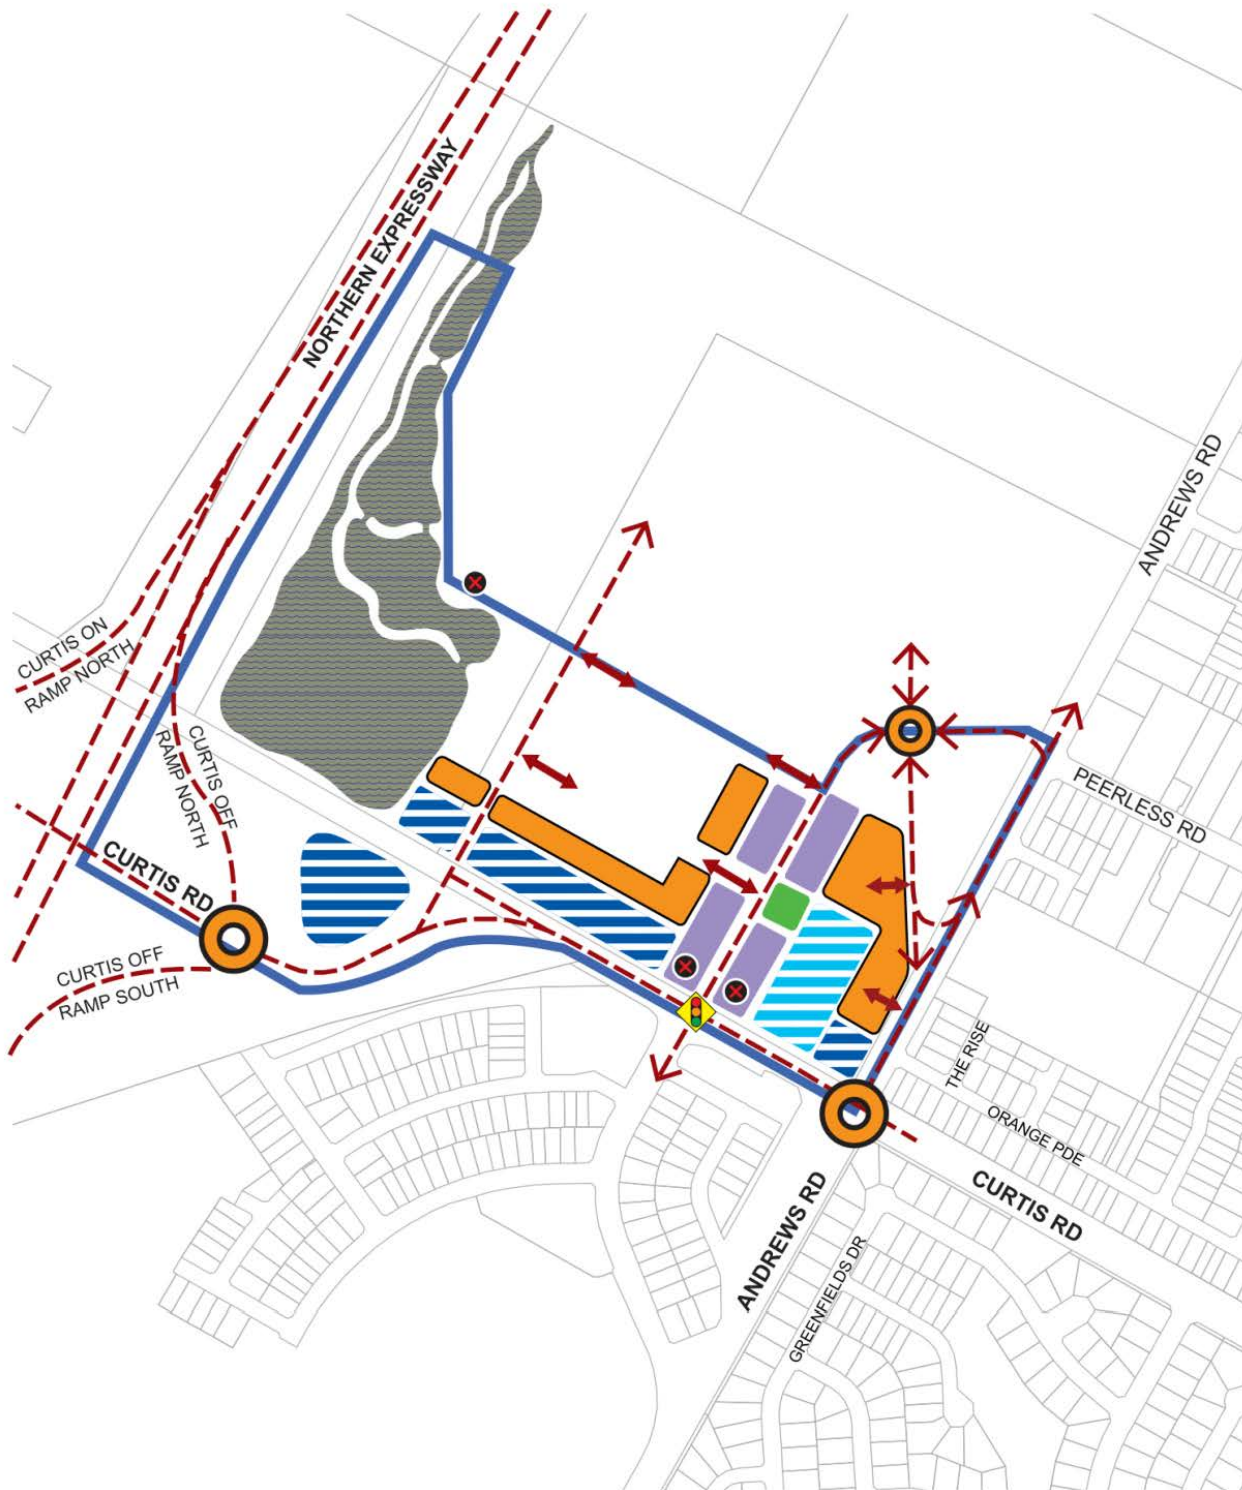 NORTHERN EXPRESSWAY
ANDREWS RD
CURTIS ON
RAMP NORTH
CURTIS OFF
RAMP NORTH
PEERLESS RD
CURTIS RD
CURTIS OFF
RAMP SOUTH
THE RISE
ORANGE PDE
CURTIS RD
ANDREWS RD
GREENFIELDS DR